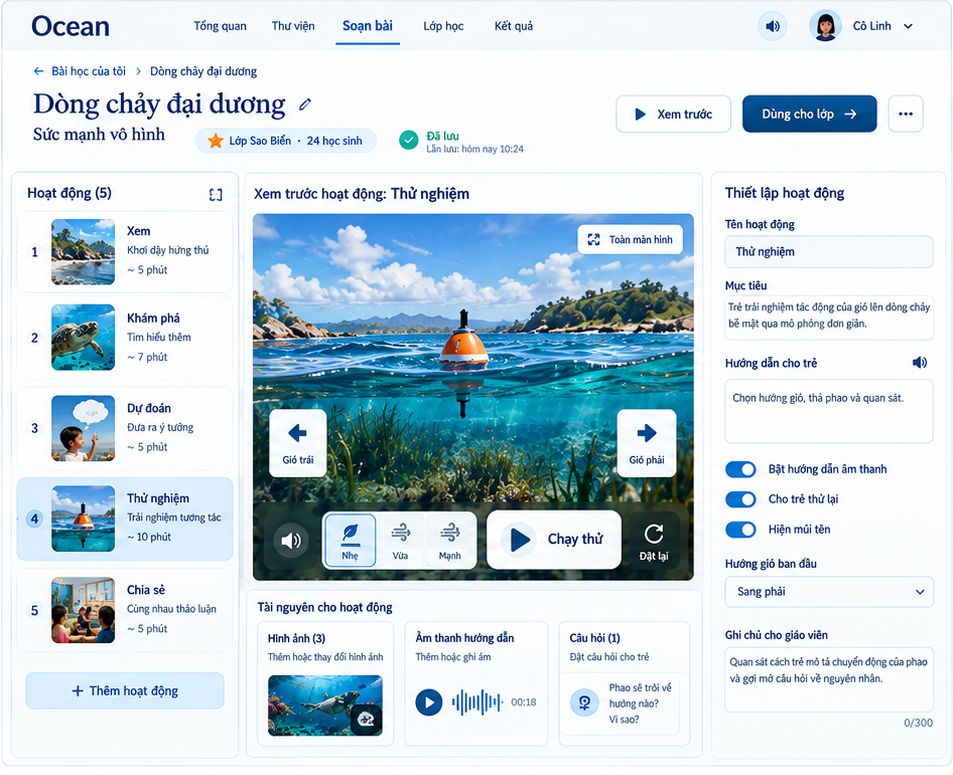 Ocean
Tổng quan
Thư viện
Soạn bài
Lớp học
Kết quả
Cô Linh
← Bài học của tôi > Dòng chảy đại dương
Dòng chảy đại dương
Sức mạnh vô hình
Lớp Sao Biển • 24 học sinh
Đã lưu
Lần lưu: hôm nay 10:24
Xem trước
Dùng cho lớp →
Hoạt động (5)
1
Xem
Khơi dậy hứng thú
~ 5 phút
2
Khám phá
Tìm hiểu thêm
~ 7 phút
3
Dự đoán
Đưa ra ý tưởng
~ 5 phút
4
Thử nghiệm
Trải nghiệm tương tác
~ 10 phút
5
Chia sẻ
Cùng nhau thảo luận
~ 5 phút
+ Thêm hoạt động
Xem trước hoạt động: Thử nghiệm
Toàn màn hình
Gió trái
Gió phải
Nhẹ
Vừa
Mạnh
Chạy thử
Đặt lại
Tài nguyên cho hoạt động
Hình ảnh (3)
Thêm hoặc thay đổi hình ảnh
Âm thanh hướng dẫn
Thêm hoặc ghi âm
00:18
Câu hỏi (1)
Đặt câu hỏi cho trẻ
Phao sẽ trôi về
hướng nào?
Vì sao?
Thiết lập hoạt động
Tên hoạt động
Thử nghiệm
Mục tiêu
Trẻ trải nghiệm tác động của gió lên dòng chảy
bề mặt qua mô phỏng đơn giản.
Hướng dẫn cho trẻ
Chọn hướng gió, thả phao và quan sát.
Bật hướng dẫn âm thanh
Cho trẻ thử lại
Hiện mũi tên
Hướng gió ban đầu
Sang phải
Ghi chú cho giáo viên
Quan sát cách trẻ mô tả chuyển động của phao
và gợi mở câu hỏi về nguyên nhân.
0/300